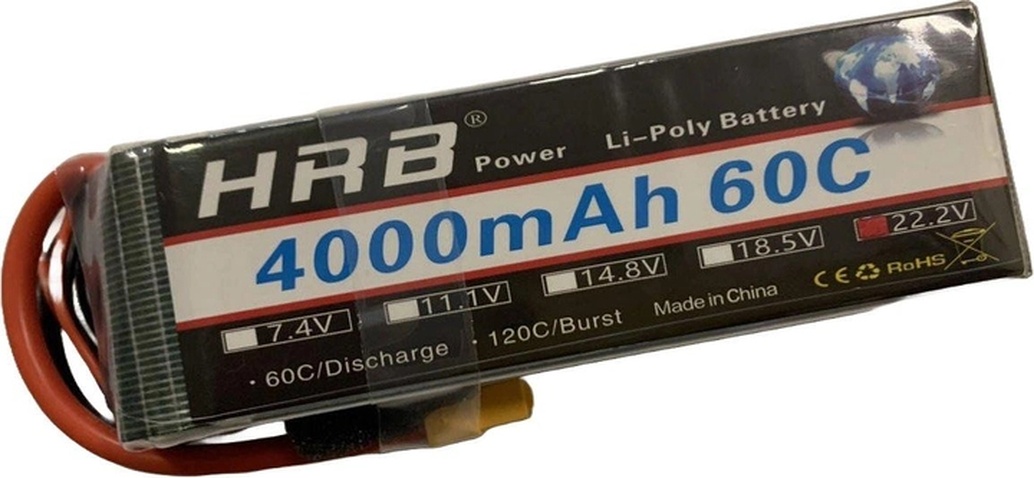 HRB® Power Li-Poly Battery
4000mAh 60C
7.4V 11.1V 14.8V 18.5V 22.2V
· 60C/Discharge · 120C/Burst Made in China CE RoHS